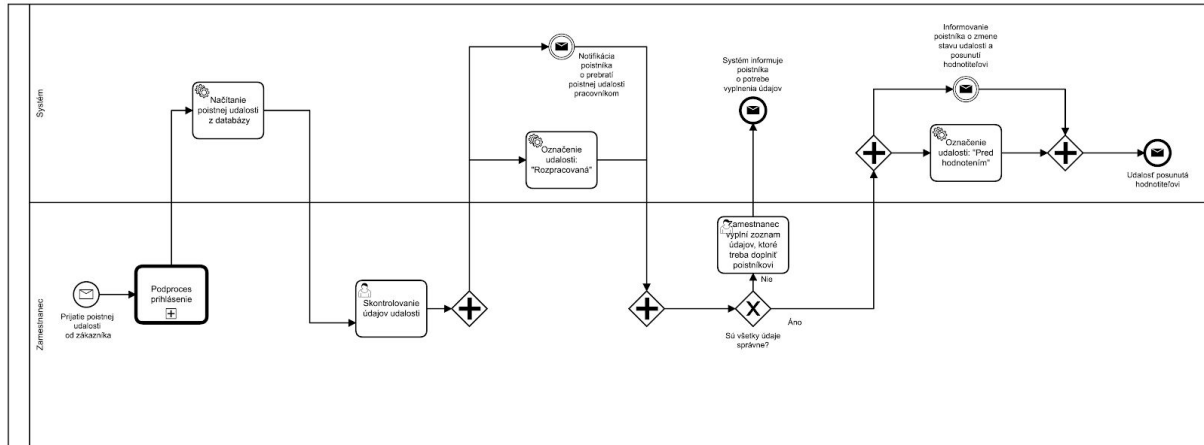 Systém
Načítanie
poistnej udalosti
z databázy
Notifikácia
poistníka
o prebratí
poistnej udalosti
pracovníkom
Označenie
udalosti:
"Rozpracovaná"
Systém informuje
poistníka
o potrebe
vyplnenia údajov
Informovanie
poistníka o zmene
stavu udalosti a
posunutí
hodnotiteľovi
Označenie
udalosti: "Pred
hodnotením"
Udalosť posunutá
hodnotiteľovi
Zamestnanec
Prijatie poistnej
udalosti
od zákazníka
Podproces
prihlásenie
Skontrolovanie
údajov udalosti
Zamestnanec
vyplní zoznam
údajov, ktoré
treba doplniť
poistníkovi
Nie
Áno
Sú všetky údaje
správne?